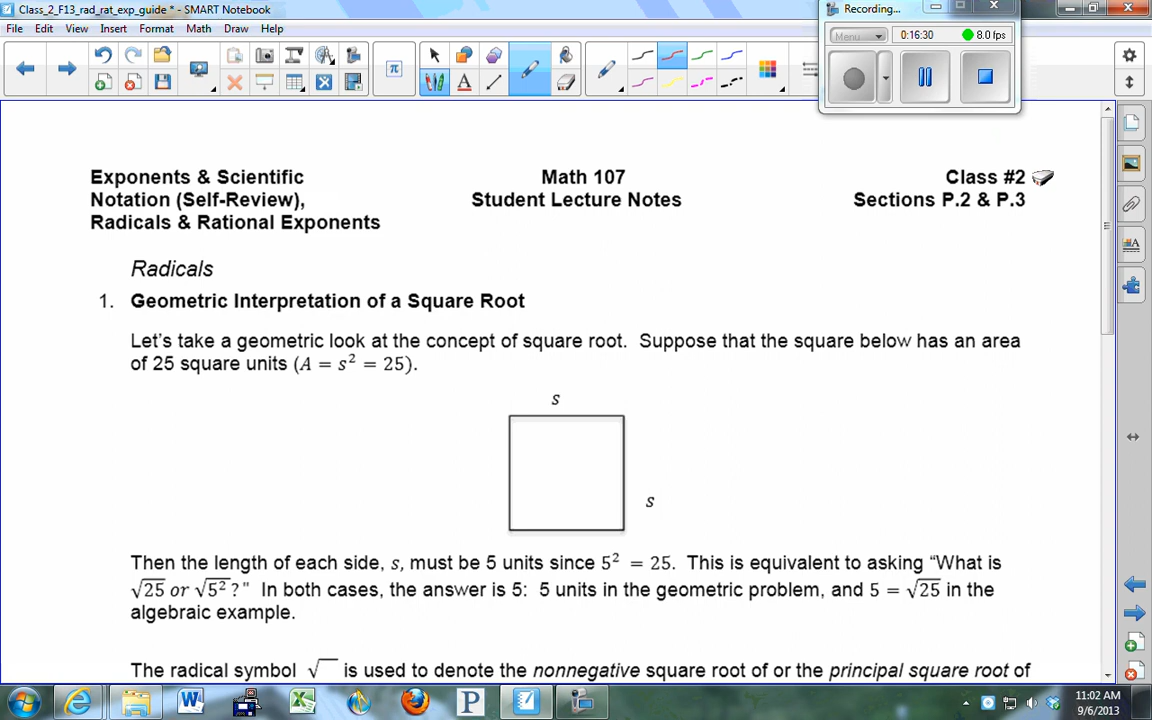 Class_2_F13_rad_rat_exp_guide * - SMART Notebook
Recording...
File Edit View Insert Format Math Draw Help
Menu
0:16:30
8.0 fps
π
A
Exponents & Scientific
Notation (Self-Review),
Radicals & Rational Exponents
Math 107
Student Lecture Notes
Class #2
Sections P.2 & P.3
Radicals
1. Geometric Interpretation of a Square Root
Let's take a geometric look at the concept of square root. Suppose that the square below has an area
of 25 square units (A = s² = 25).
s
s
Then the length of each side, s, must be 5 units since 5² = 25. This is equivalent to asking “What is
√25 or √5²?" In both cases, the answer is 5: 5 units in the geometric problem, and 5 = √25 in the
algebraic example.
The radical symbol √ is used to denote the nonnegative square root of or the principal square root of
11:02 AM
9/6/2013